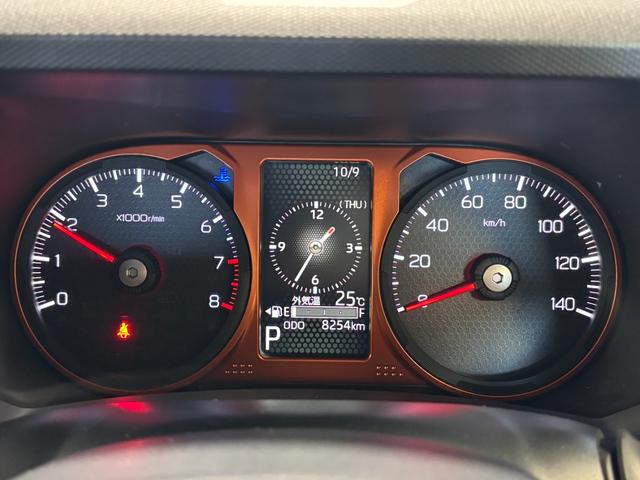 0 1 2 3 4 5 6 7 8
x1000r/min
10/9
(THU)
12
9 3
6
外気温 25℃
E F
ODO 8254km
P
0 20 40 60 80 100 120 140
km/h